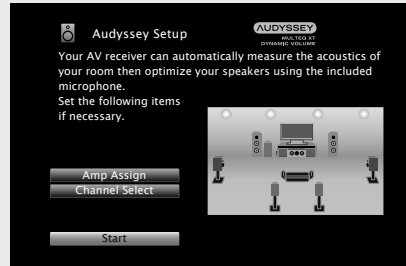 Audyssey Setup
AUDYSSEY
MULTEQ XT
DYNAMIC VOLUME
Your AV receiver can automatically measure the acoustics of
your room then optimize your speakers using the included
microphone.
Set the following items
if necessary.
Amp Assign
Channel Select
Start